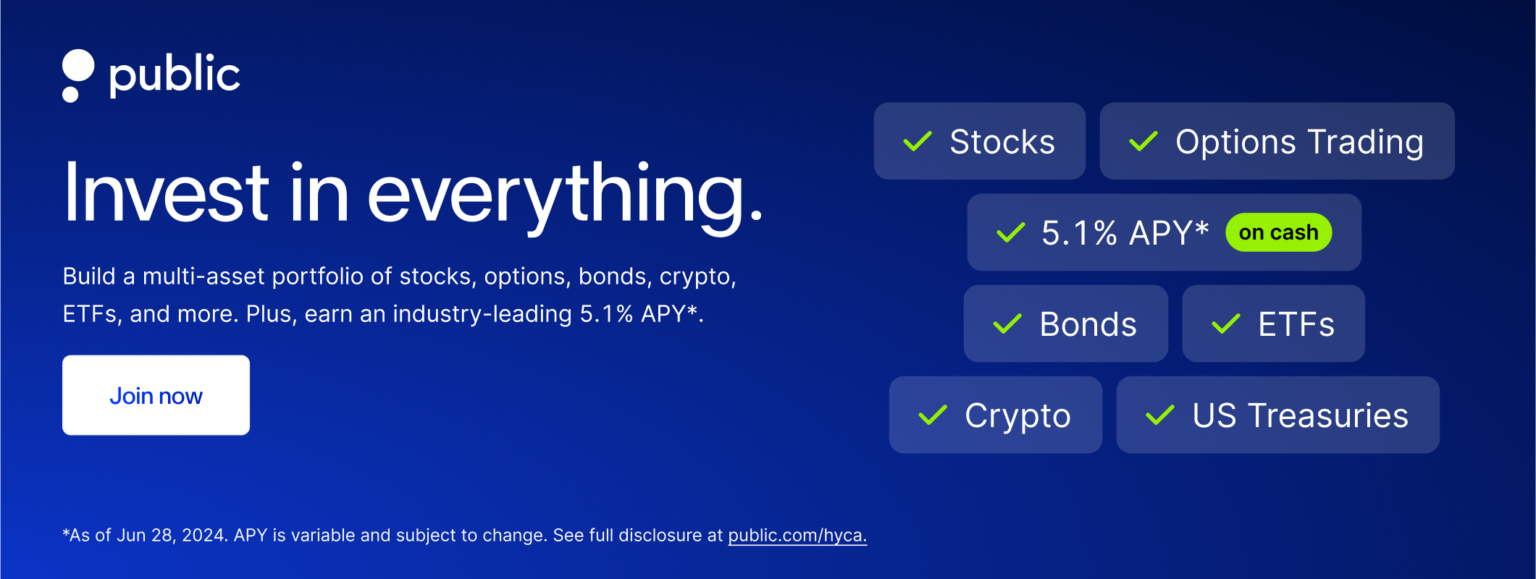 public
Invest in everything.
Build a multi-asset portfolio of stocks, options, bonds, crypto,
ETFs, and more. Plus, earn an industry-leading 5.1% APY*.
Join now
Stocks
Options Trading
5.1% APY* on cash
Bonds
ETFs
Crypto
US Treasuries
*As of Jun 28, 2024. APY is variable and subject to change. See full disclosure at public.com/hyca.